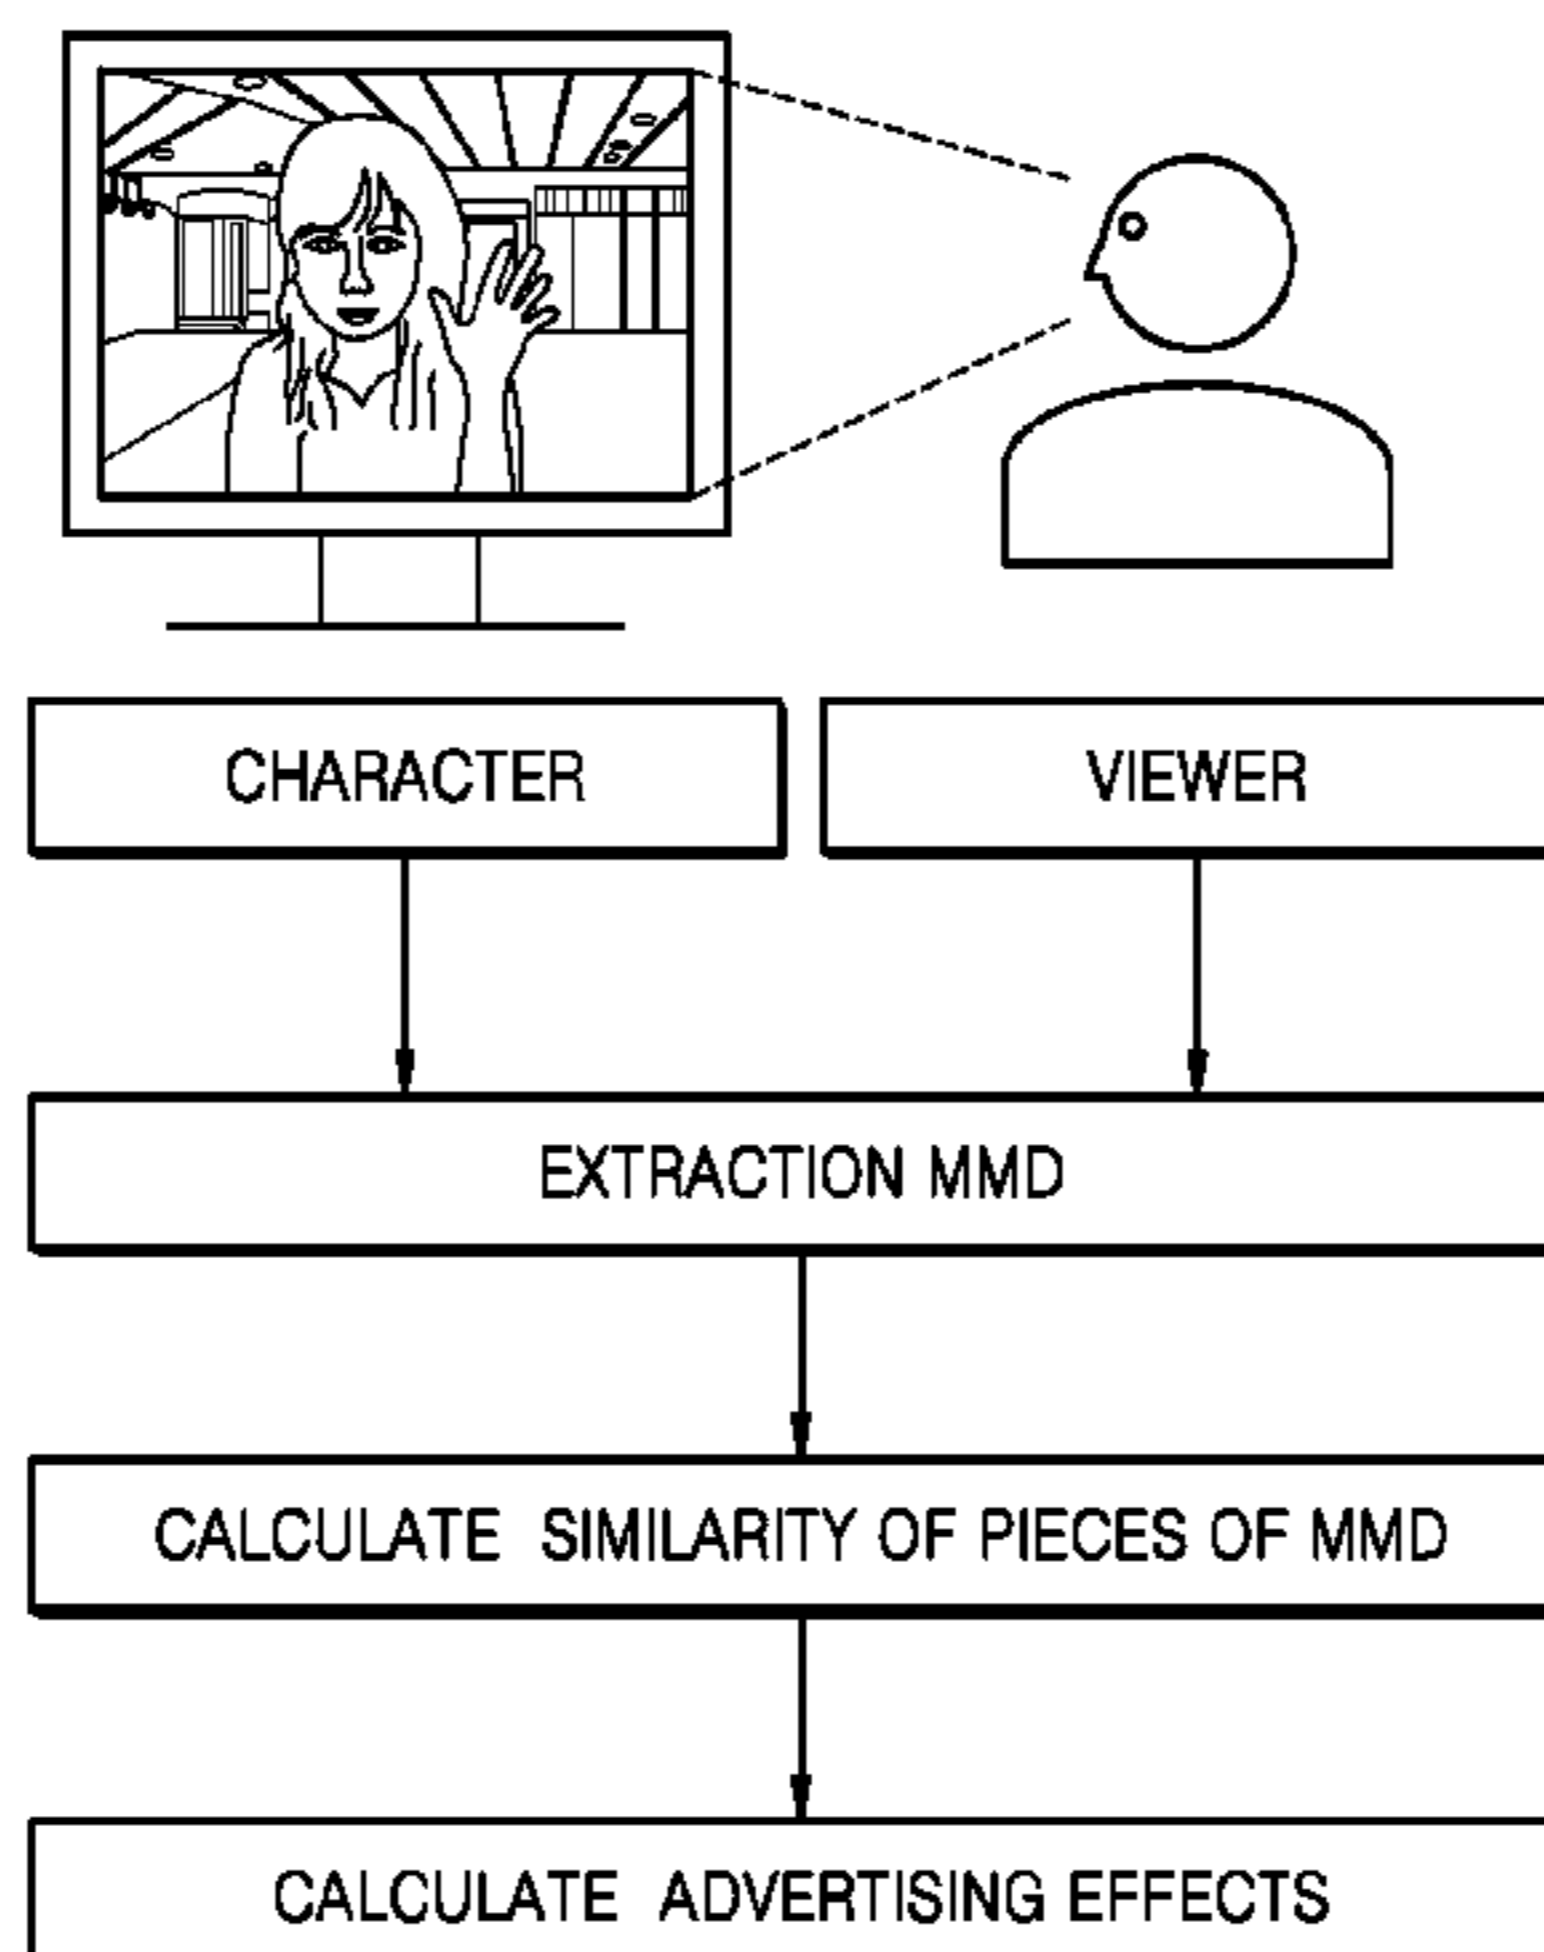 CHARACTER
VIEWER
EXTRACTION MMD
CALCULATE SIMILARITY OF PIECES OF MMD
CALCULATE ADVERTISING EFFECTS